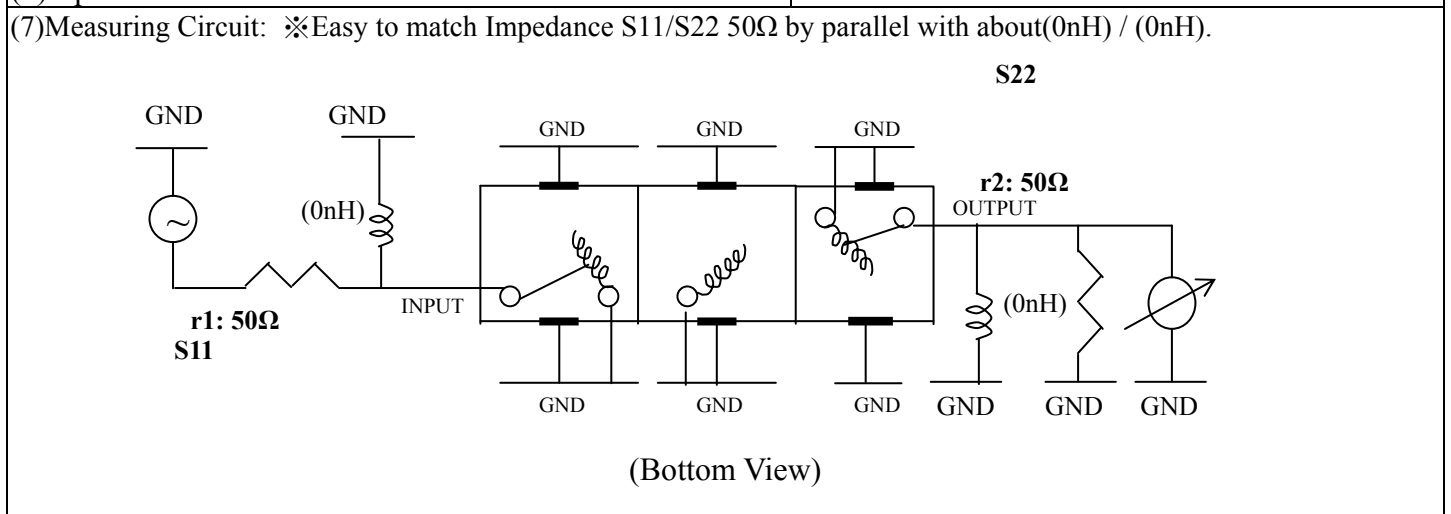 (7)Measuring Circuit: ※Easy to match Impedance S11/S22 50Ω by parallel with about(0nH) / (0nH).
S22
GND
GND
GND
GND
GND
r2: 50Ω
OUTPUT
(0nH)
INPUT
(0nH)
r1: 50Ω
S11
GND
GND
GND
GND
GND
GND
(Bottom View)